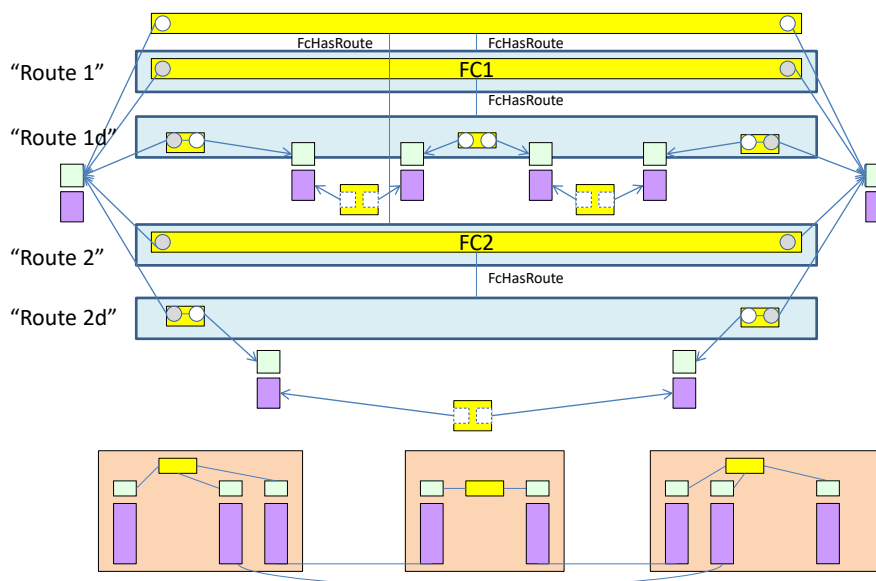 FcHasRoute
FcHasRoute
“Route 1”
FC1
FcHasRoute
“Route 1d”
“Route 2”
FC2
FcHasRoute
“Route 2d”